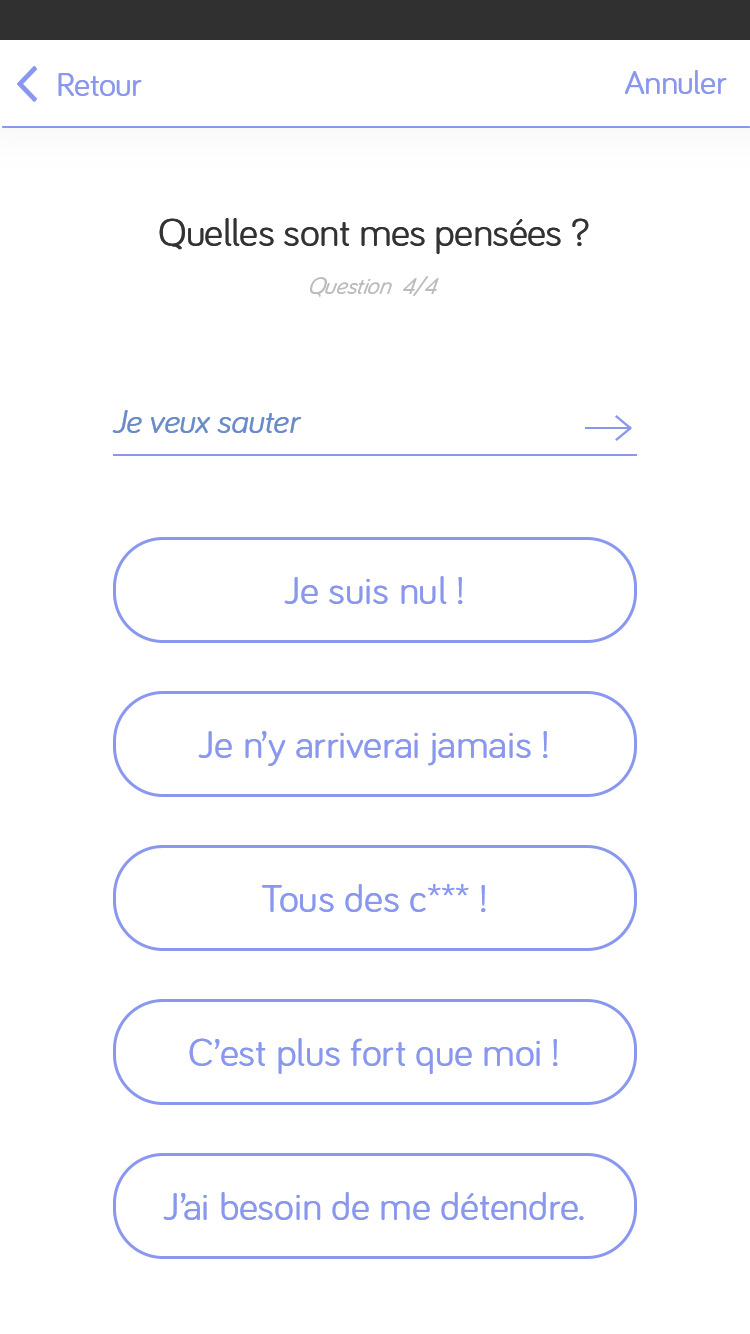 Retour
Annuler
Quelles sont mes pensées ?
Question 4/4
Je veux sauter
Je suis nul !
Je n’y arriverai jamais !
Tous des c*** !
C’est plus fort que moi !
J’ai besoin de me détendre.